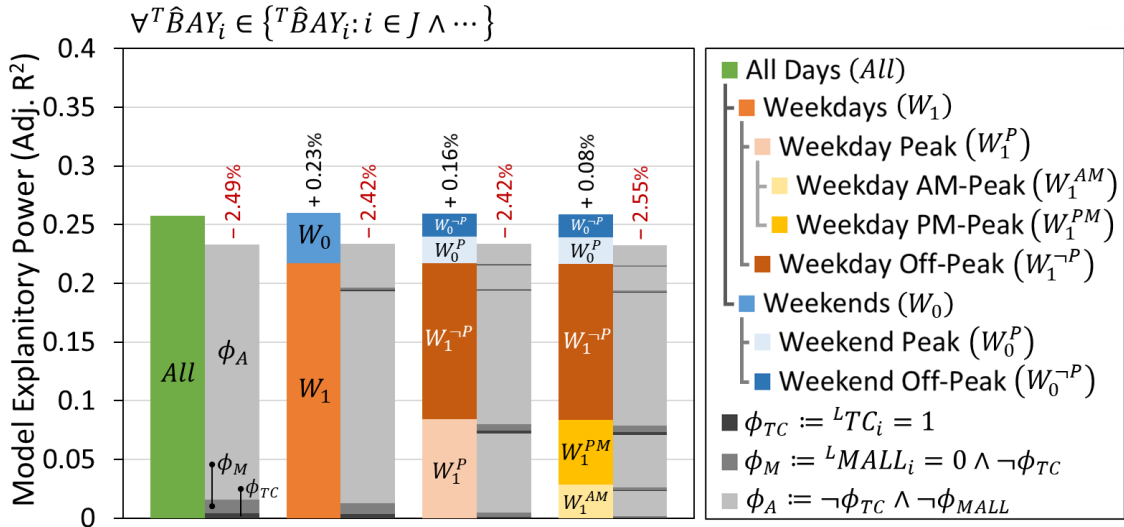 ∀ᵀB̂AYᵢ ∈ {ᵀB̂AYᵢ: i ∈ J ∧ ⋯}
Model Explanitory Power (Adj. R²)
0.4
0.35
0.3
0.25
0.2
0.15
0.1
0.05
0
− 2.49%
+ 0.23%
− 2.42%
+ 0.16%
− 2.42%
+ 0.08%
− 2.55%
All
ϕ_A
ϕ_M
ϕ_TC
W₀
W₁
W₀^¬P
W₀^P
W₁^¬P
W₁^P
W₀^¬P
W₀^P
W₁^¬P
W₁^PM
W₁^AM
All Days (All)
Weekdays (W₁)
Weekday Peak (W₁^P)
Weekday AM-Peak (W₁^AM)
Weekday PM-Peak (W₁^PM)
Weekday Off-Peak (W₁^¬P)
Weekends (W₀)
Weekend Peak (W₀^P)
Weekend Off-Peak (W₀^¬P)
ϕ_TC := ᴸTCᵢ = 1
ϕ_M := ᴸMALLᵢ = 0 ∧ ¬ϕ_TC
ϕ_A := ¬ϕ_TC ∧ ¬ϕ_MALL